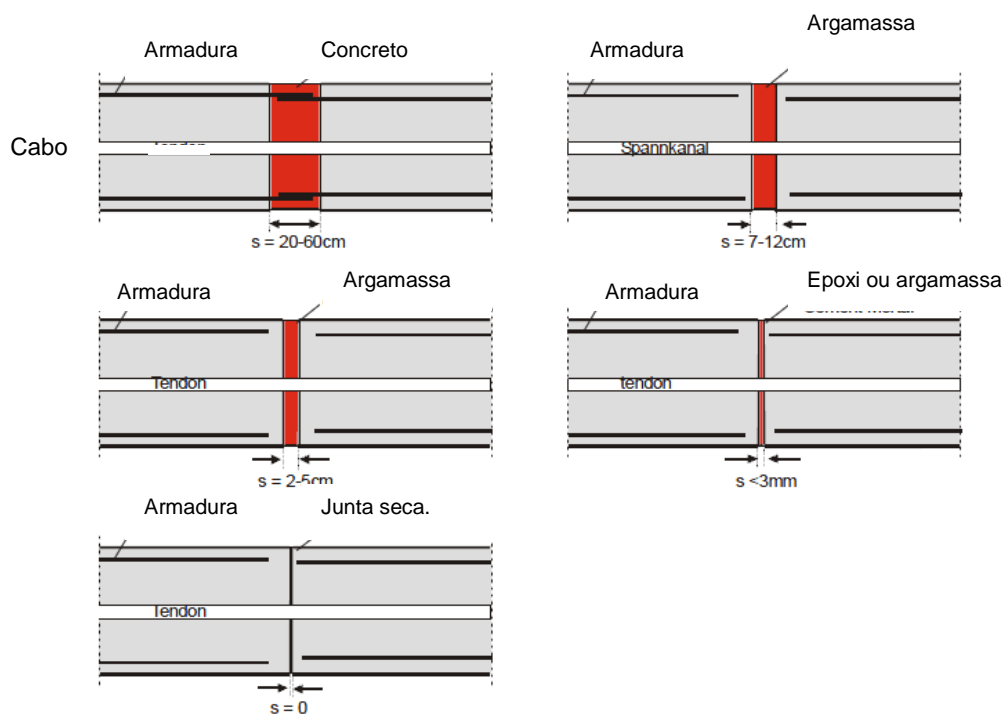 Argamassa
Armadura Concreto Armadura
Cabo Spannkanal
s = 20-60cm s = 7-12cm
Armadura Argamassa Armadura Epoxi ou argamassa
Tendon tendon
s = 2-5cm s <3mm
Armadura Junta seca.
Tendon
s = 0